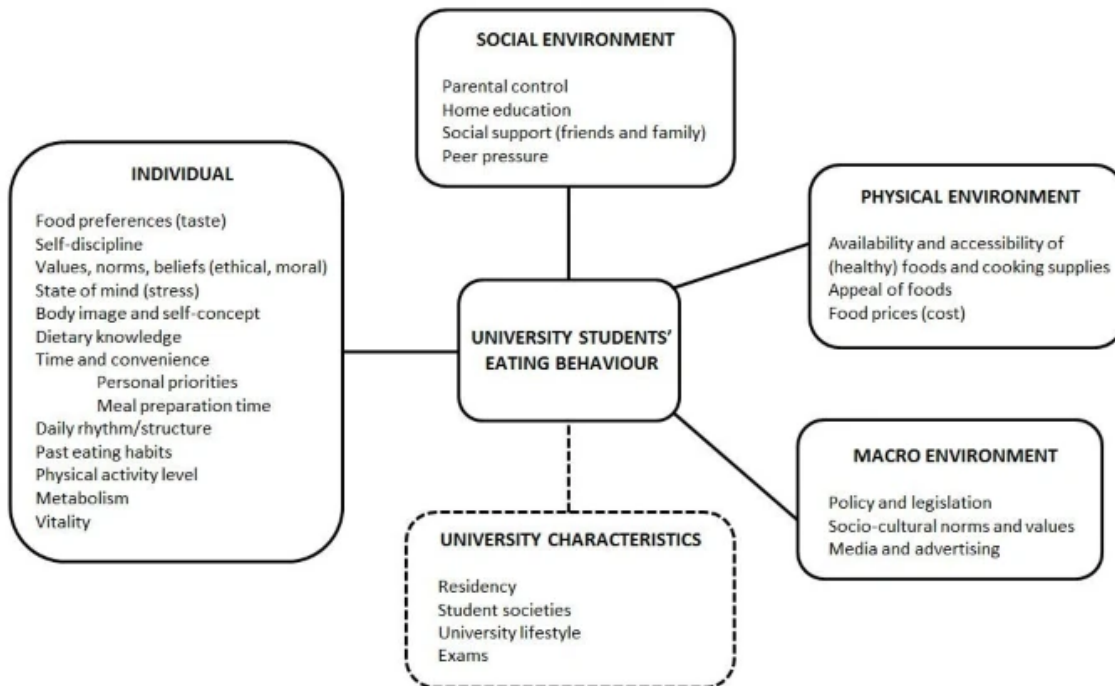 SOCIAL ENVIRONMENT
Parental control
Home education
Social support (friends and family)
Peer pressure
INDIVIDUAL
Food preferences (taste)
Self-discipline
Values, norms, beliefs (ethical, moral)
State of mind (stress)
Body image and self-concept
Dietary knowledge
Time and convenience
Personal priorities
Meal preparation time
Daily rhythm/structure
Past eating habits
Physical activity level
Metabolism
Vitality
UNIVERSITY STUDENTS’
EATING BEHAVIOUR
PHYSICAL ENVIRONMENT
Availability and accessibility of
(healthy) foods and cooking supplies
Appeal of foods
Food prices (cost)
MACRO ENVIRONMENT
Policy and legislation
Socio-cultural norms and values
Media and advertising
UNIVERSITY CHARACTERISTICS
Residency
Student societies
University lifestyle
Exams